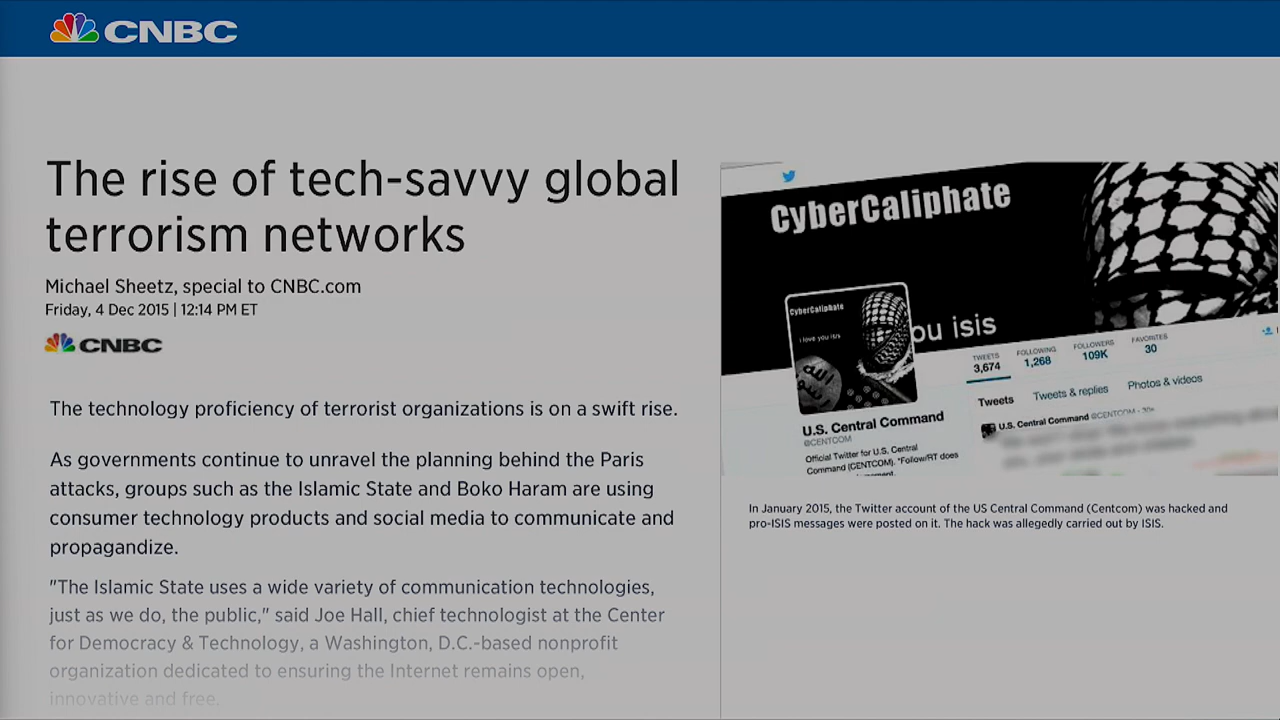 CNBC
The rise of tech-savvy global
terrorism networks
Michael Sheetz, special to CNBC.com
Friday, 4 Dec 2015 | 12:14 PM ET
CNBC
The technology proficiency of terrorist organizations is on a swift rise.
As governments continue to unravel the planning behind the Paris
attacks, groups such as the Islamic State and Boko Haram are using
consumer technology products and social media to communicate and
propagandize.
"The Islamic State uses a wide variety of communication technologies,
just as we do, the public," said Joe Hall, chief technologist at the Center
for Democracy & Technology, a Washington, D.C.-based nonprofit
organization dedicated to ensuring the Internet remains open,
innovative and free.
CyberCaliphate
ou isis
CyberCaliphate
i love you isis
TWEETS FOLLOWING FOLLOWERS FAVORITES
3,674 1,268 109K 30
Tweets Tweets & replies Photos & videos
U.S. Central Command @CENTCOM
U.S. Central Command
@CENTCOM
Official Twitter for U.S. Central
Command (CENTCOM). *Follow/RT does
In January 2015, the Twitter account of the US Central Command (Centcom) was hacked and
pro-ISIS messages were posted on it. The hack was allegedly carried out by ISIS.